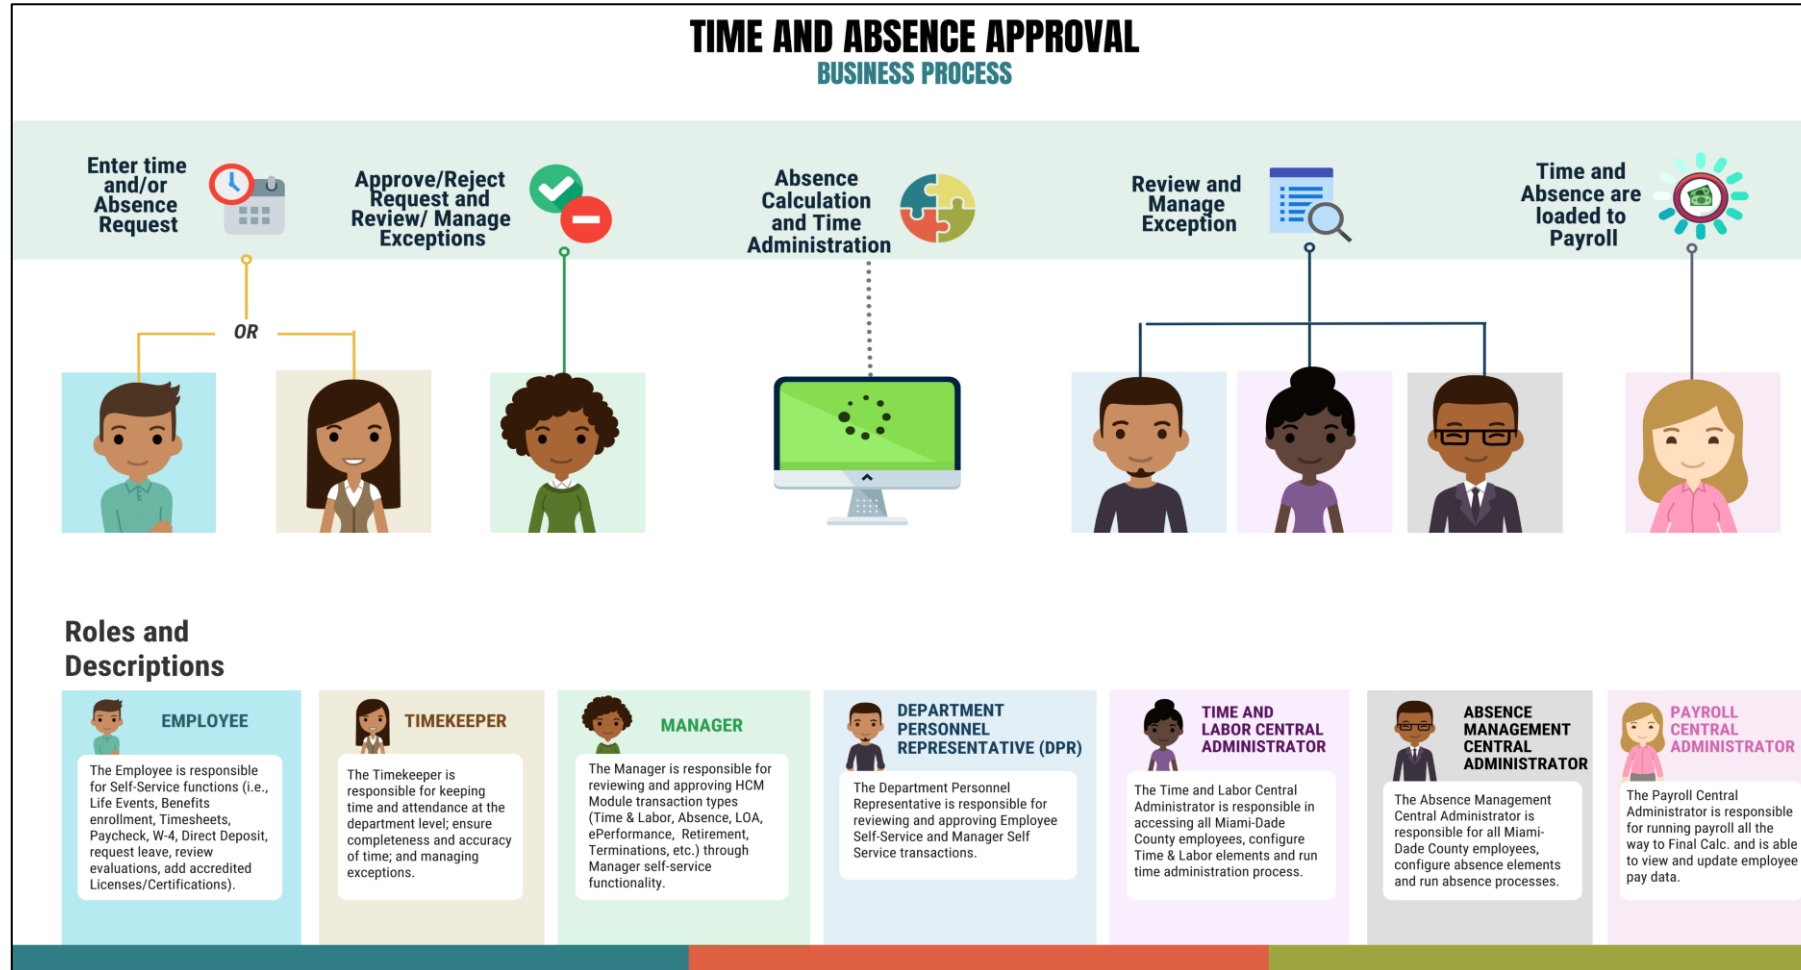 TIME AND ABSENCE APPROVAL
BUSINESS PROCESS
Enter time
and/or
Absence
Request
Approve/Reject
Request and
Review/ Manage
Exceptions
Absence
Calculation
and Time
Administration
Review and
Manage
Exception
Time and
Absence are
loaded to
Payroll
OR
Roles and
Descriptions
EMPLOYEE
The Employee is responsible
for Self-Service functions (i.e.,
Life Events, Benefits
enrollment, Timesheets,
Paycheck, W-4, Direct Deposit,
request leave, review
evaluations, add accredited
Licenses/Certifications).
TIMEKEEPER
The Timekeeper is
responsible for keeping
time and attendance at the
department level; ensure
completeness and accuracy
of time; and managing
exceptions.
MANAGER
The Manager is responsible for
reviewing and approving HCM
Module transaction types
(Time & Labor, Absence, LOA,
ePerformance, Retirement,
Terminations, etc.) through
Manager self-service
functionality.
DEPARTMENT
PERSONNEL
REPRESENTATIVE (DPR)
The Department Personnel
Representative is responsible for
reviewing and approving Employee
Self-Service and Manager Self
Service transactions.
TIME AND
LABOR CENTRAL
ADMINISTRATOR
The Time and Labor Central
Administrator is responsible in
accessing all Miami-Dade
County employees, configure
Time & Labor elements and run
time administration process.
ABSENCE
MANAGEMENT
CENTRAL
ADMINISTRATOR
The Absence Management
Central Administrator is
responsible for all Miami-
Dade County employees,
configure absence elements
and run absence processes.
PAYROLL
CENTRAL
ADMINISTRATOR
The Payroll Central
Administrator is responsible
for running payroll all the
way to Final Calc. and is able
to view and update employee
pay data.